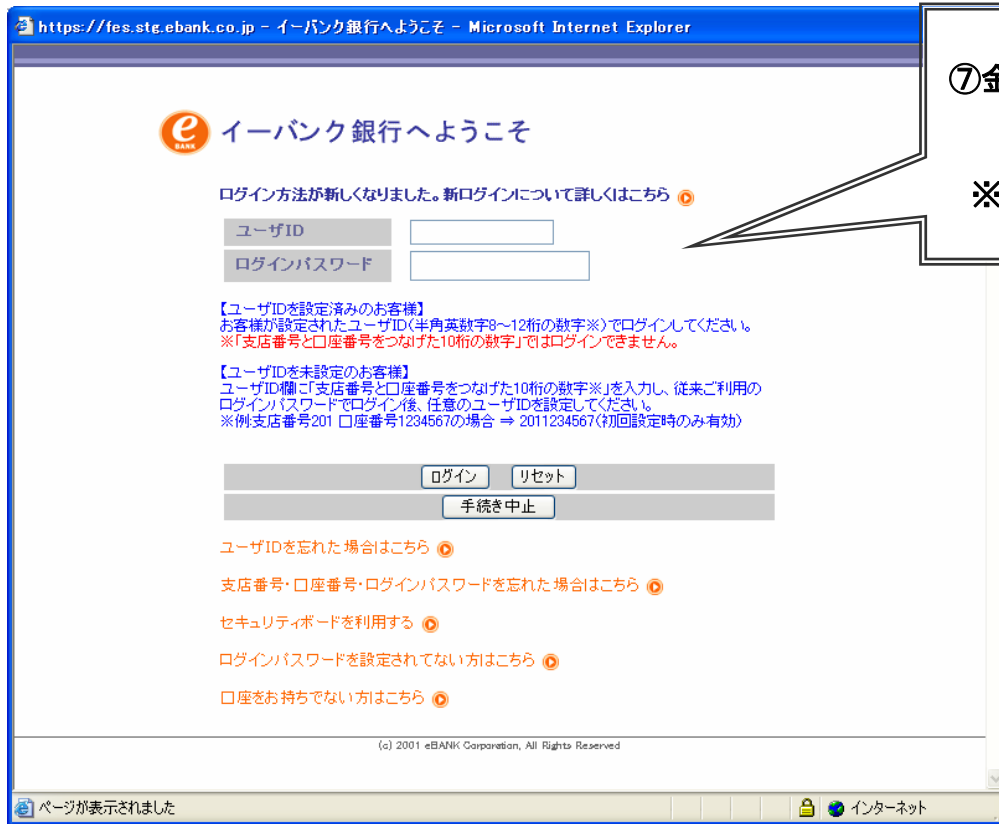 https://fes.stg.ebank.co.jp - イーバンク銀行へようこそ - Microsoft Internet Explorer
⑦金
※
e
BANK
イーバンク銀行へようこそ
ログイン方法が新しくなりました。新ログインについて詳しくはこちら
ユーザID
ログインパスワード
【ユーザIDを設定済みのお客様】
お客様が設定されたユーザID(半角英数字8~12桁の数字※)でログインしてください。
※「支店番号と口座番号をつなげた10桁の数字」ではログインできません。
【ユーザIDを未設定のお客様】
ユーザID欄に「支店番号と口座番号をつなげた10桁の数字※」を入力し、従来ご利用の
ログインパスワードでログイン後、任意のユーザIDを設定してください。
※例:支店番号201 口座番号1234567の場合 ⇒ 2011234567(初回設定時のみ有効)
ログイン リセット
手続き中止
ユーザIDを忘れた場合はこちら
支店番号・口座番号・ログインパスワードを忘れた場合はこちら
セキュリティボードを利用する
ログインパスワードを設定されてない方はこちら
口座をお持ちでない方はこちら
(c) 2001 eBANK Corporation, All Rights Reserved
ページが表示されました
インターネット